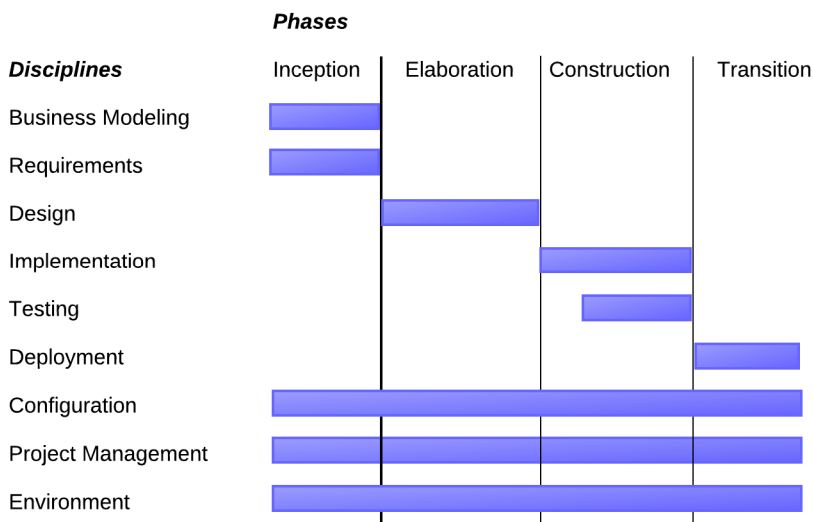 Phases
Disciplines Inception Elaboration Construction Transition
Business Modeling
Requirements
Design
Implementation
Testing
Deployment
Configuration
Project Management
Environment